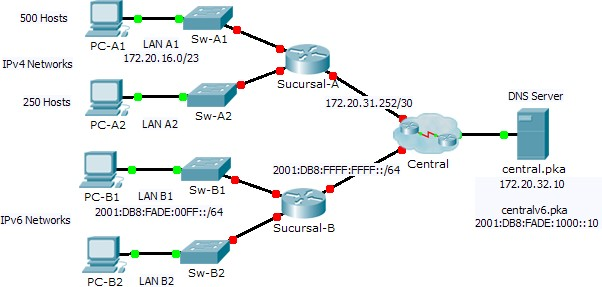 500 Hosts
PC-A1
LAN A1
172.20.16.0/23
Sw-A1
IPv4 Networks
Sucursal-A
250 Hosts
PC-A2
LAN A2
Sw-A2
172.20.31.252/30
DNS Server
Central
central.pka
172.20.32.10
PC-B1
LAN B1
2001:DB8:FADE:00FF::/64
Sw-B1
2001:DB8:FFFF:FFFF::/64
centralv6.pka
2001:DB8:FADE:1000::10
IPv6 Networks
Sucursal-B
PC-B2
LAN B2
Sw-B2